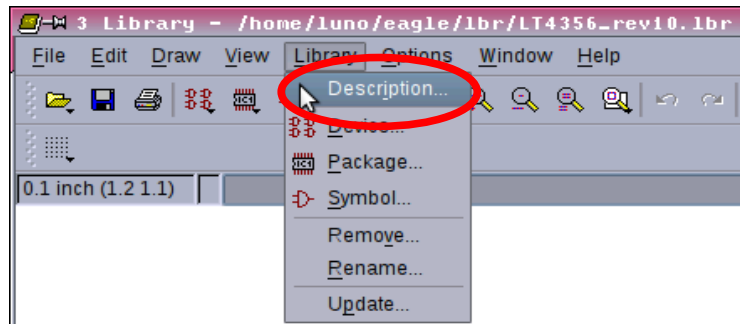 3 Library - /home/luno/eagle/lbr/LT4356_rev10.lbr
File Edit Draw View Library Options Window Help
Description...
Device...
Package...
0.1 inch (1.2 1.1)
Symbol...
Remove...
Rename...
Update...